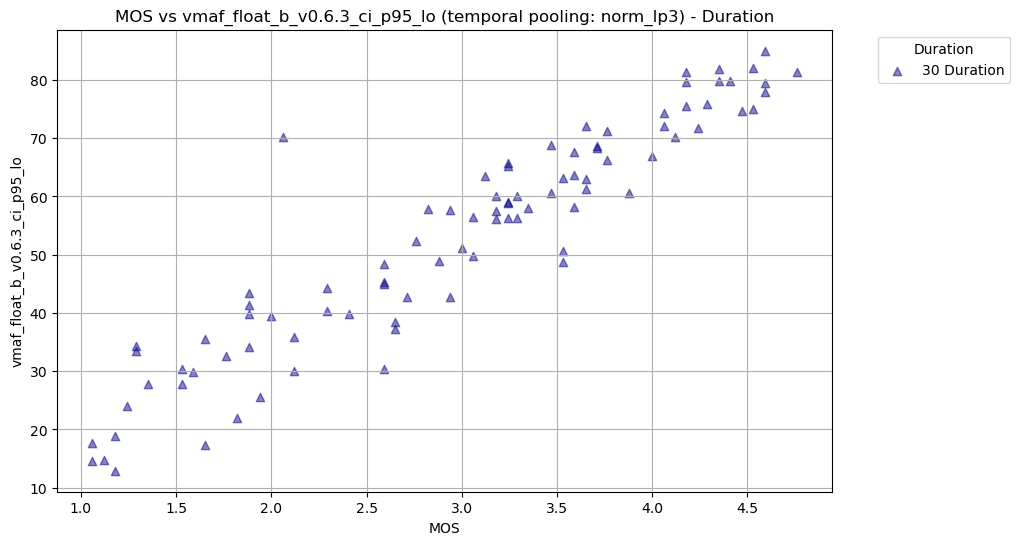 MOS vs vmaf_float_b_v0.6.3_ci_p95_lo (temporal pooling: norm_lp3) - Duration
Duration
30 Duration
vmaf_float_b_v0.6.3_ci_p95_lo
80
70
60
50
40
30
20
10
1.0 1.5 2.0 2.5 3.0 3.5 4.0 4.5
MOS